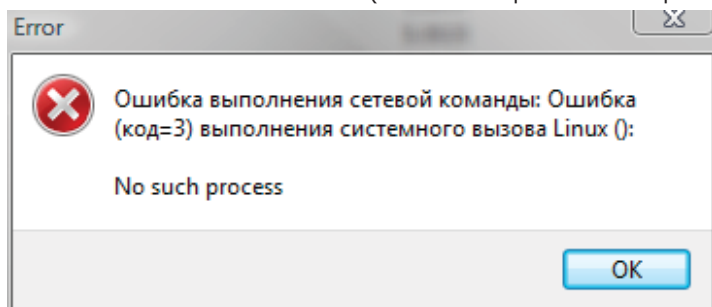 Error
Ошибка выполнения сетевой команды: Ошибка
(код=3) выполнения системного вызова Linux ():
No such process
OK